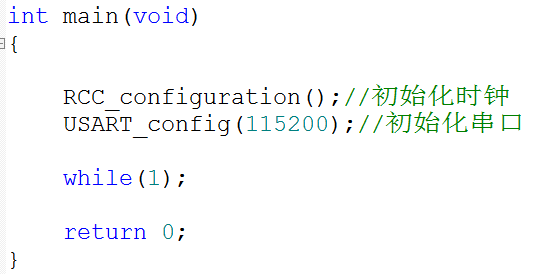 int main(void)
{
RCC_configuration();//初始化时钟
USART_config(115200);//初始化串口
while(1);
return 0;
}